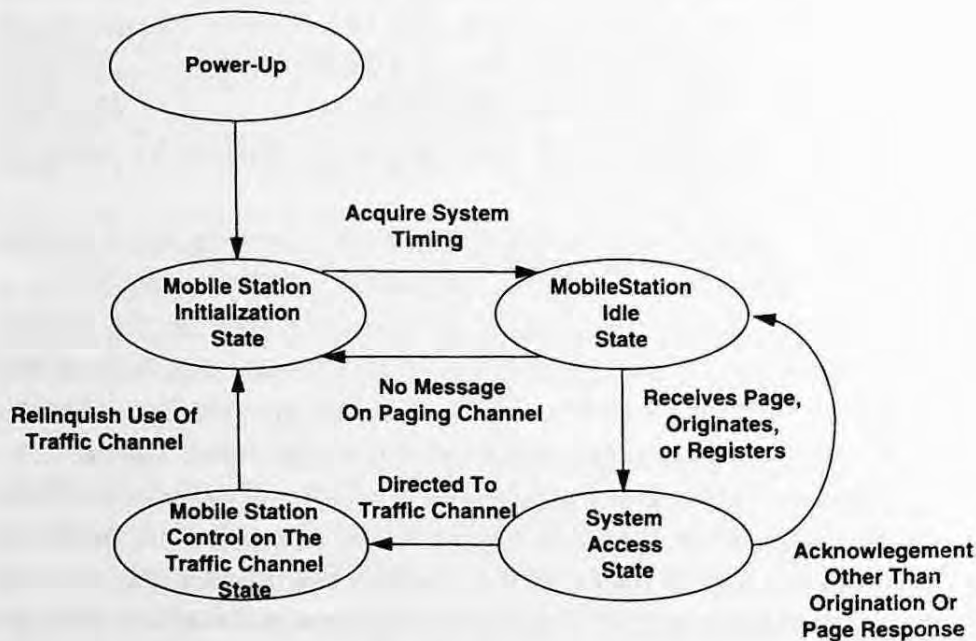 Power-Up
Acquire System
Timing
Mobile Station
Initialization
State
MobileStation
Idle
State
No Message
On Paging Channel
Relinquish Use Of
Traffic Channel
Receives Page,
Originates,
or Registers
Directed To
Traffic Channel
Mobile Station
Control on The
Traffic Channel
State
System
Access
State
Acknowlegement
Other Than
Origination Or
Page Response